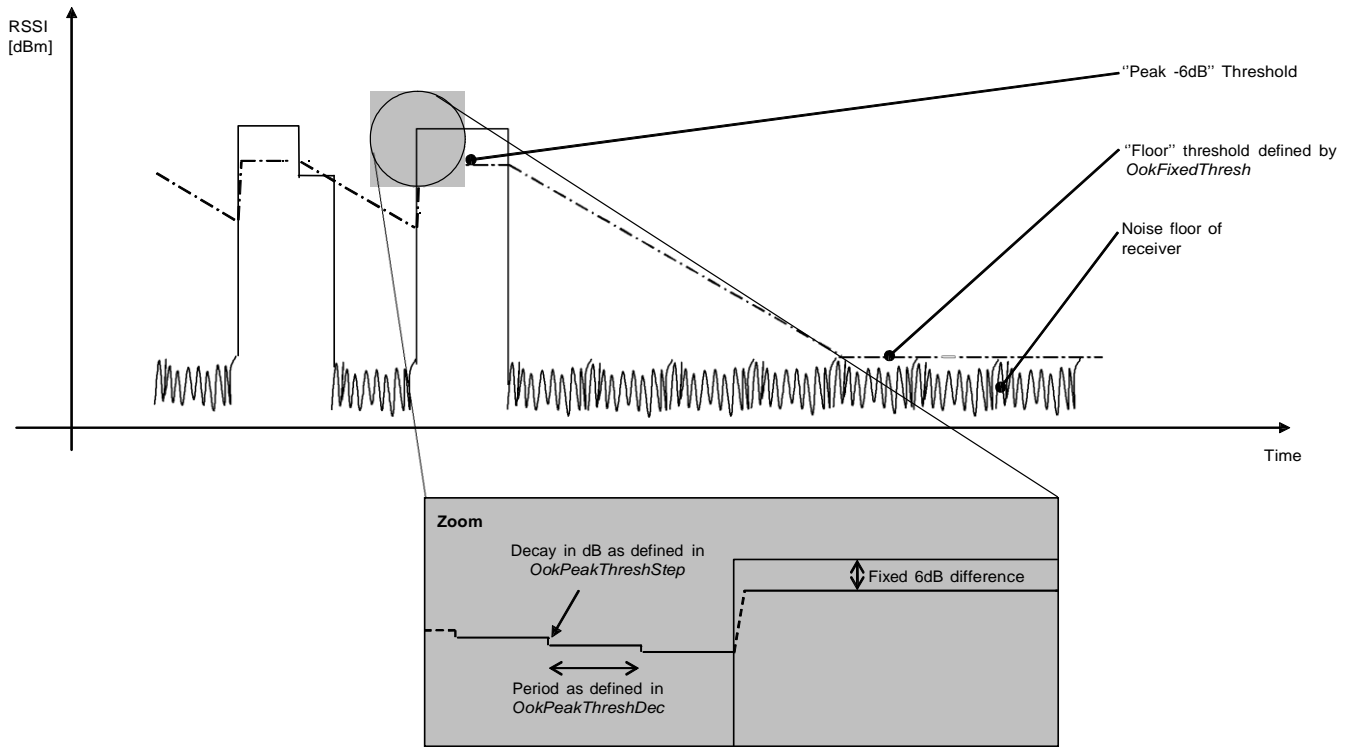 RSSI
[dBm]
‘’Peak -6dB’’ Threshold
‘’Floor’’ threshold defined by
OokFixedThresh
Noise floor of
receiver
Time
Zoom
Decay in dB as defined in
OokPeakThreshStep
Fixed 6dB difference
Period as defined in
OokPeakThreshDec